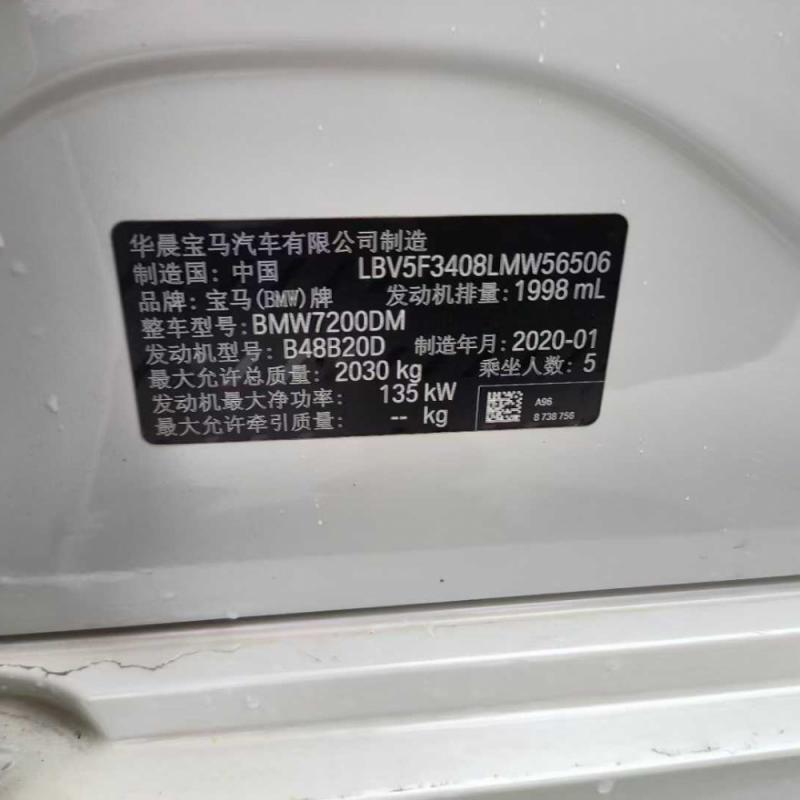 华晨宝马汽车有限公司制造
制造国: 中国 LBV5F3408LMW56506
品牌: 宝马(BMW)牌 发动机排量: 1998 mL
整车型号: BMW7200DM
发动机型号: B48B20D 制造年月: 2020-01
最大允许总质量: 2030 kg 乘坐人数: 5
发动机最大净功率: 135 kW
最大允许牵引质量: -- kg
A96
8 738 756